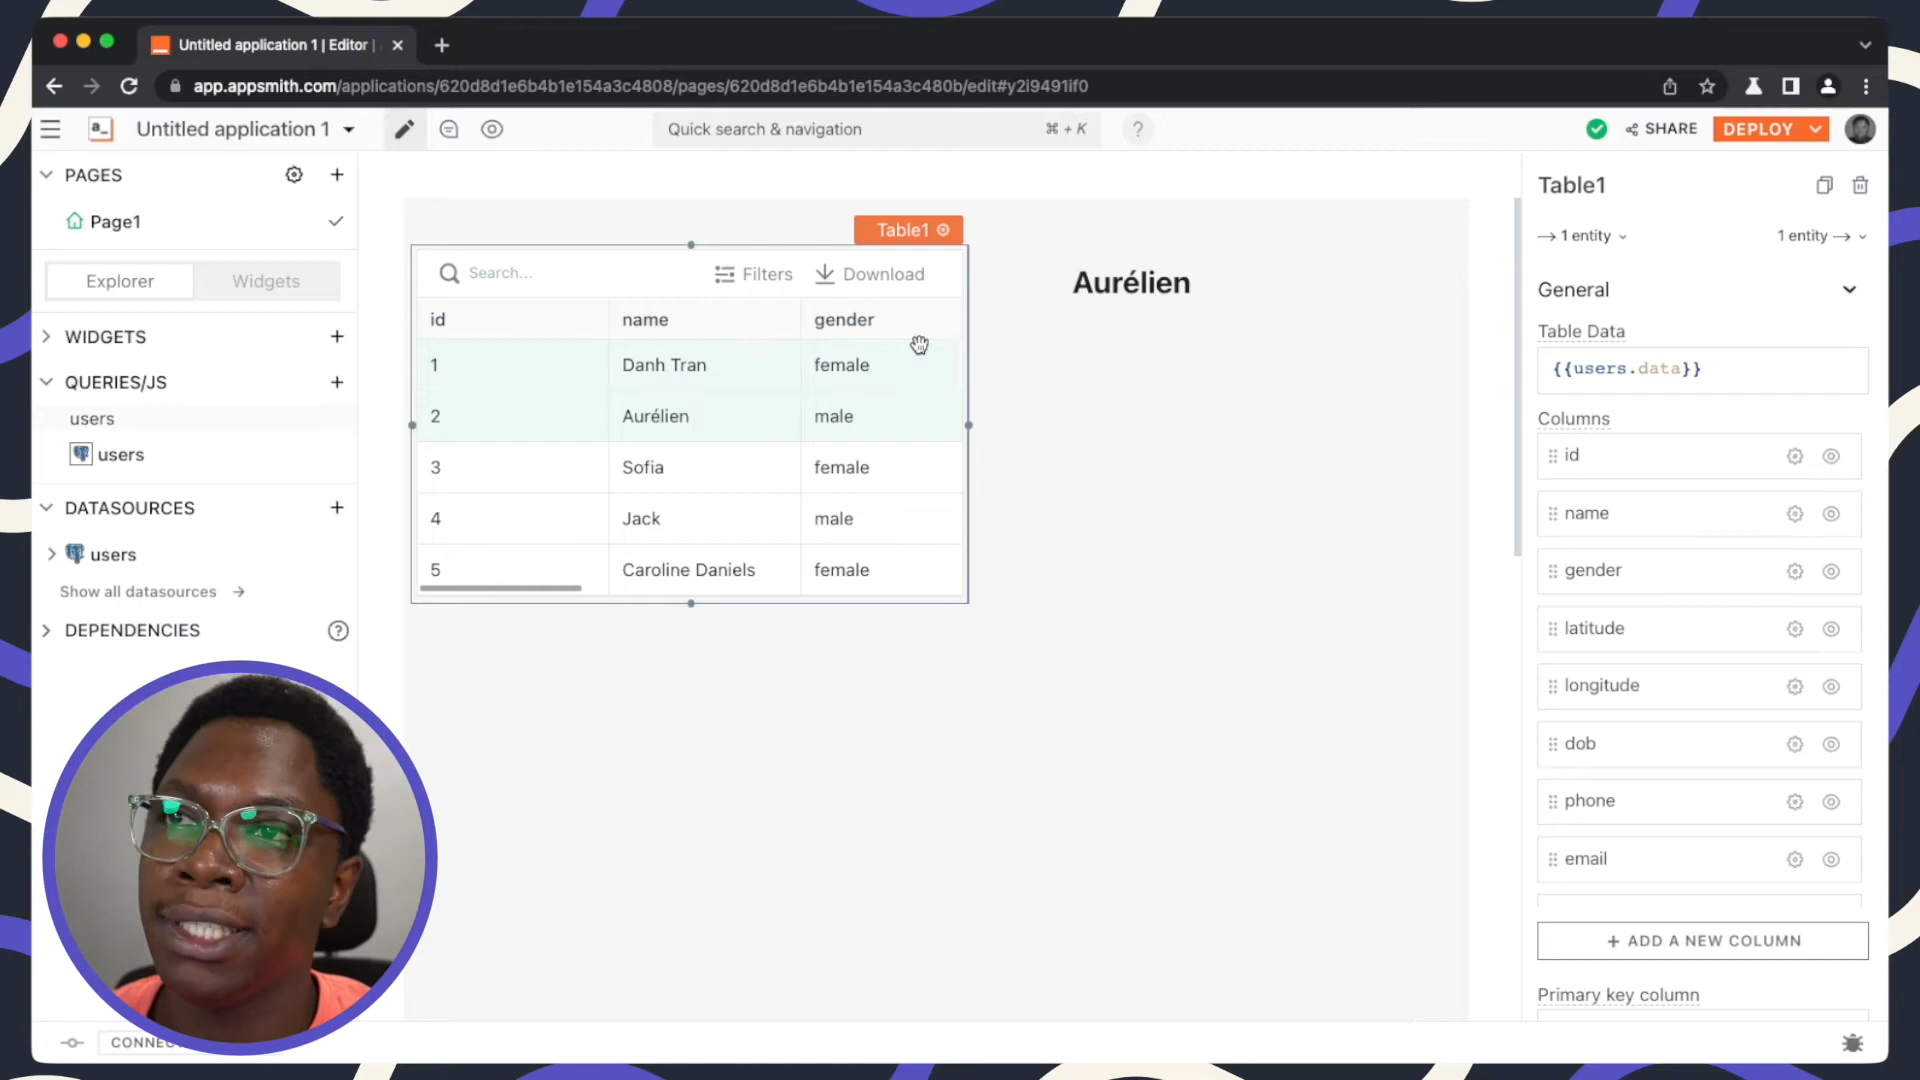 Untitled application 1 | Editor |
app.appsmith.com/applications/620d8d1e6b4b1e154a3c4808/pages/620d8d1e6b4b1e154a3c480b/edit#y2i9491if0
a_ Untitled application 1 Quick search & navigation ⌘ + K ? SHARE DEPLOY
PAGES
Page1
Explorer Widgets
WIDGETS
QUERIES/JS
users
users
DATASOURCES
users
Show all datasources
DEPENDENCIES
CONNEC
Table1
Search... Filters Download
id name gender
1 Danh Tran female
2 Aurélien male
3 Sofia female
4 Jack male
5 Caroline Daniels female
Aurélien
Table1
1 entity 1 entity
General
Table Data
{{users.data}}
Columns
id
name
gender
latitude
longitude
dob
phone
email
+ ADD A NEW COLUMN
Primary key column